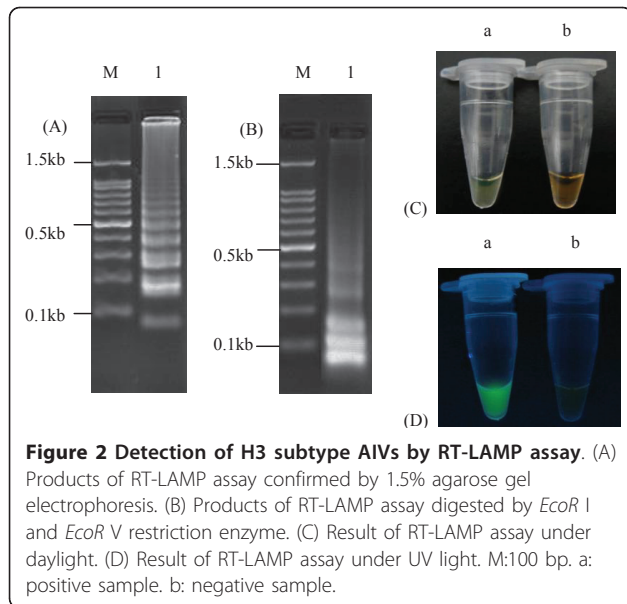 M 1
(A)
1.5kb
0.5kb
0.1kb
M 1
(B)
1.5kb
0.5kb
0.1kb
a b
(C)
a b
(D)
Figure 2 Detection of H3 subtype AIVs by RT-LAMP assay. (A)
Products of RT-LAMP assay confirmed by 1.5% agarose gel
electrophoresis. (B) Products of RT-LAMP assay digested by EcoR I
and EcoR V restriction enzyme. (C) Result of RT-LAMP assay under
daylight. (D) Result of RT-LAMP assay under UV light. M:100 bp. a:
positive sample. b: negative sample.